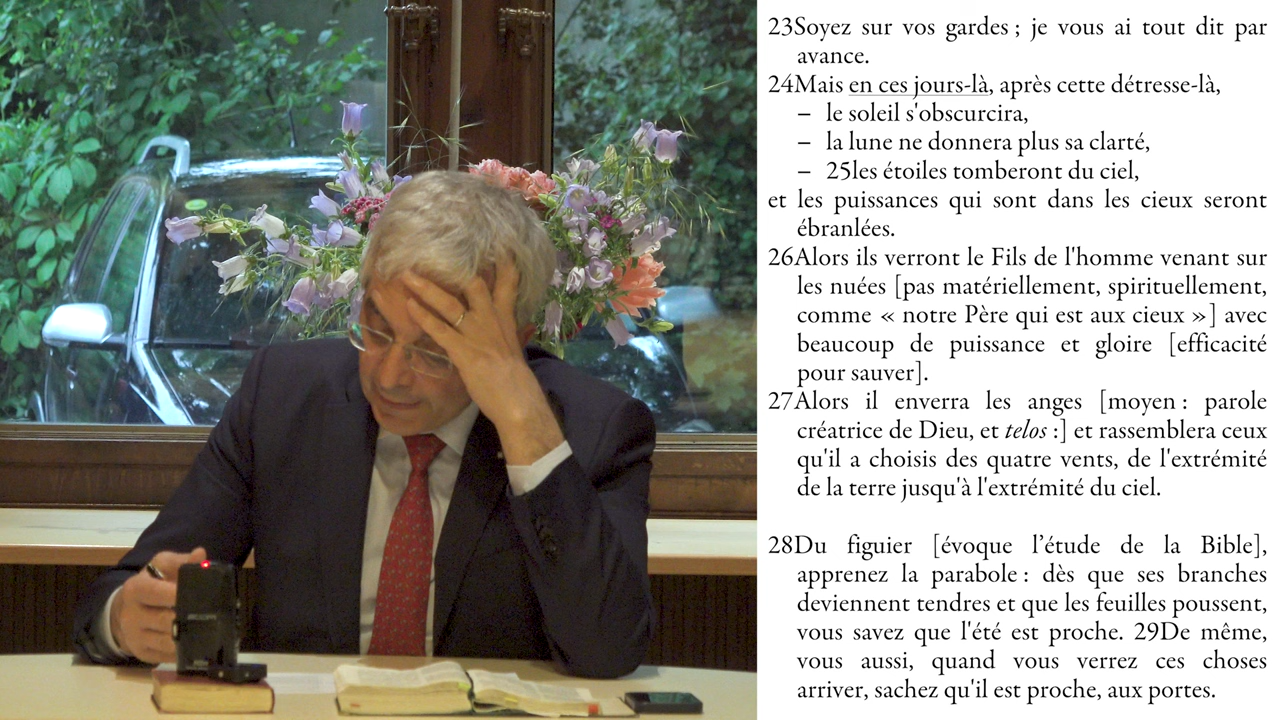 23Soyez sur vos gardes ; je vous ai tout dit par
avance.
24Mais en ces jours-là, après cette détresse-là,
– le soleil s'obscurcira,
– la lune ne donnera plus sa clarté,
– 25les étoiles tomberont du ciel,
et les puissances qui sont dans les cieux seront
ébranlées.
26Alors ils verront le Fils de l'homme venant sur
les nuées [pas matériellement, spirituellement,
comme « notre Père qui est aux cieux »] avec
beaucoup de puissance et gloire [efficacité
pour sauver].
27Alors il enverra les anges [moyen : parole
créatrice de Dieu, et telos :] et rassemblera ceux
qu'il a choisis des quatre vents, de l'extrémité
de la terre jusqu'à l'extrémité du ciel.
28Du figuier [évoque l’étude de la Bible],
apprenez la parabole : dès que ses branches
deviennent tendres et que les feuilles poussent,
vous savez que l'été est proche. 29De même,
vous aussi, quand vous verrez ces choses
arriver, sachez qu'il est proche, aux portes.